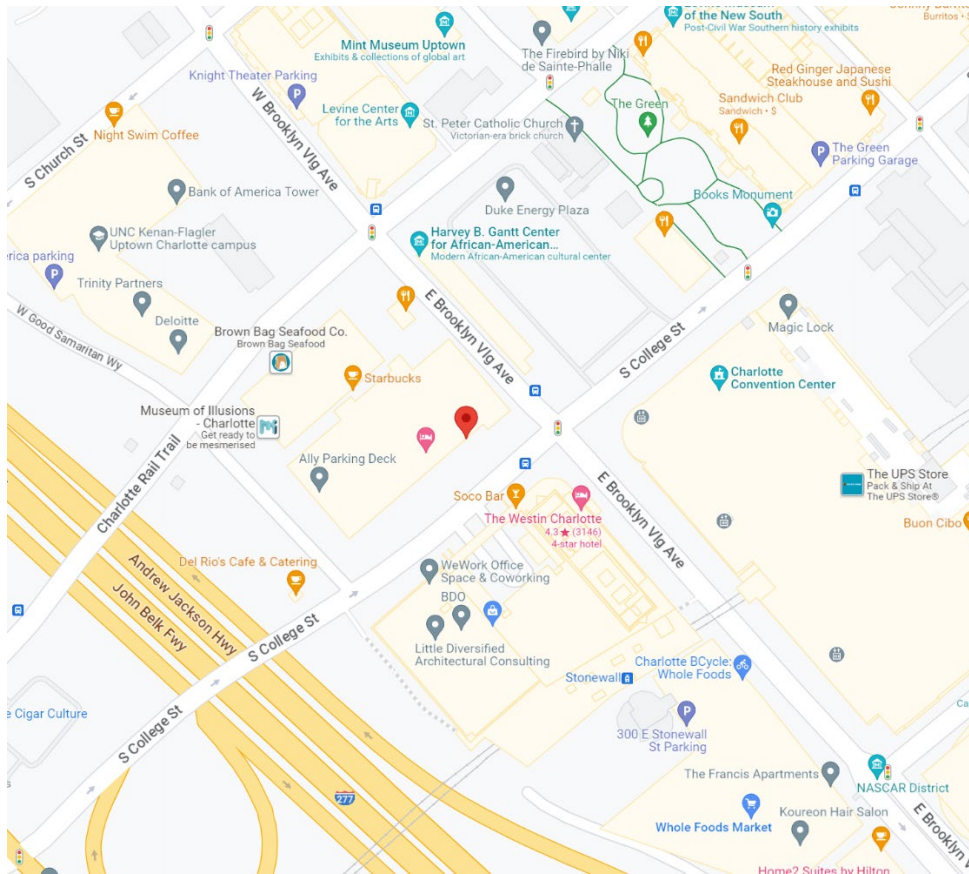 Mint Museum Uptown
Exhibits & collections of global art
The Firebird by Niki
de Sainte-Phalle
of the New South
Post-Civil War Southern history exhibits
Burritos • $
Knight Theater Parking
W Brooklyn Vlg Ave
Levine Center
for the Arts
St. Peter Catholic Church
Victorian-era brick church
The Green
Sandwich Club
Sandwich • $
Red Ginger Japanese
Steakhouse and Sushi
Night Swim Coffee
S Church St
The Green
Parking Garage
Bank of America Tower
Duke Energy Plaza
Books Monument
UNC Kenan-Flagler
Uptown Charlotte campus
Harvey B. Gantt Center
for African-American...
Modern African-American cultural center
erica parking
Trinity Partners
Deloitte
W Good Samaritan Wy
E Brooklyn Vlg Ave
S College St
Magic Lock
Brown Bag Seafood Co.
Brown Bag Seafood
Starbucks
Charlotte
Convention Center
Museum of Illusions
- Charlotte
Get ready to
be mesmerised
Ally Parking Deck
Charlotte Rail Trail
The UPS Store
Pack & Ship At
The UPS Store®
Soco Bar
The Westin Charlotte
4.3★ (3146)
4-star hotel
E Brooklyn Vlg Ave
Buon Cibo
Del Rio's Cafe & Catering
Andrew Jackson Hwy
John Belk Fwy
WeWork Office
Space & Coworking
BDO
Little Diversified
Architectural Consulting
S College St
Stonewall
Charlotte BCycle:
Whole Foods
e Cigar Culture
S College St
300 E Stonewall
St Parking
The Francis Apartments
NASCAR District
277
Whole Foods Market
Koureon Hair Salon
E Brooklyn V
Home2 Suites by Hilton